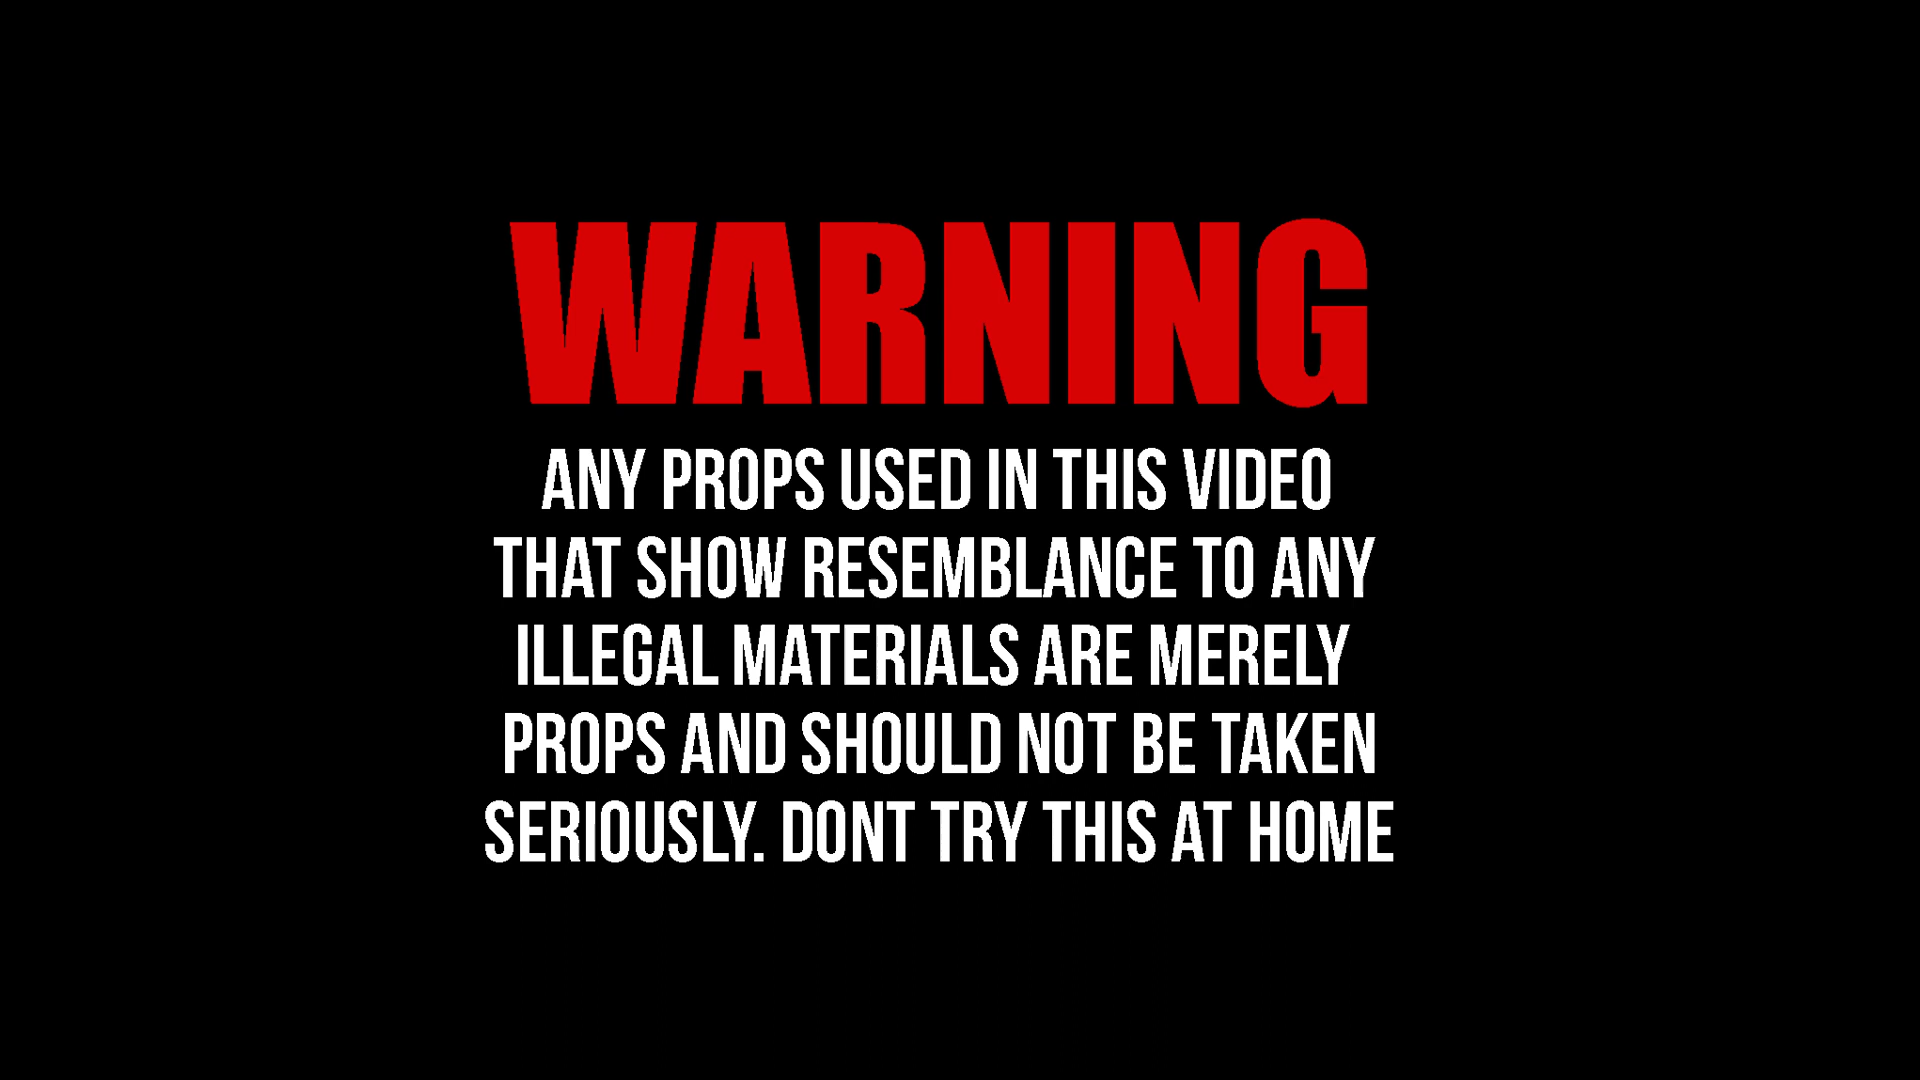 WARNING
ANY PROPS USED IN THIS VIDEO
THAT SHOW RESEMBLANCE TO ANY
ILLEGAL MATERIALS ARE MERELY
PROPS AND SHOULD NOT BE TAKEN
SERIOUSLY. DONT TRY THIS AT HOME